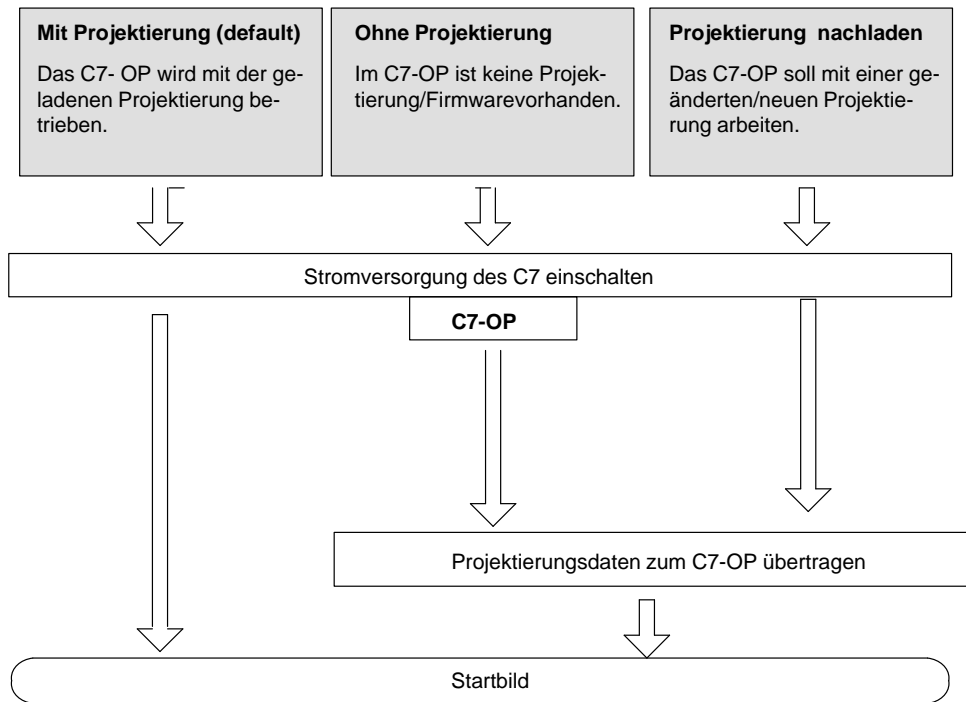 Mit Projektierung (default)
Das C7- OP wird mit der ge-
ladenen Projektierung be-
trieben.
Ohne Projektierung
Im C7-OP ist keine Projek-
tierung/Firmwarevorhanden.
Projektierung nachladen
Das C7-OP soll mit einer ge-
änderten/neuen Projektie-
rung arbeiten.
Stromversorgung des C7 einschalten
C7-OP
Projektierungsdaten zum C7-OP übertragen
Startbild